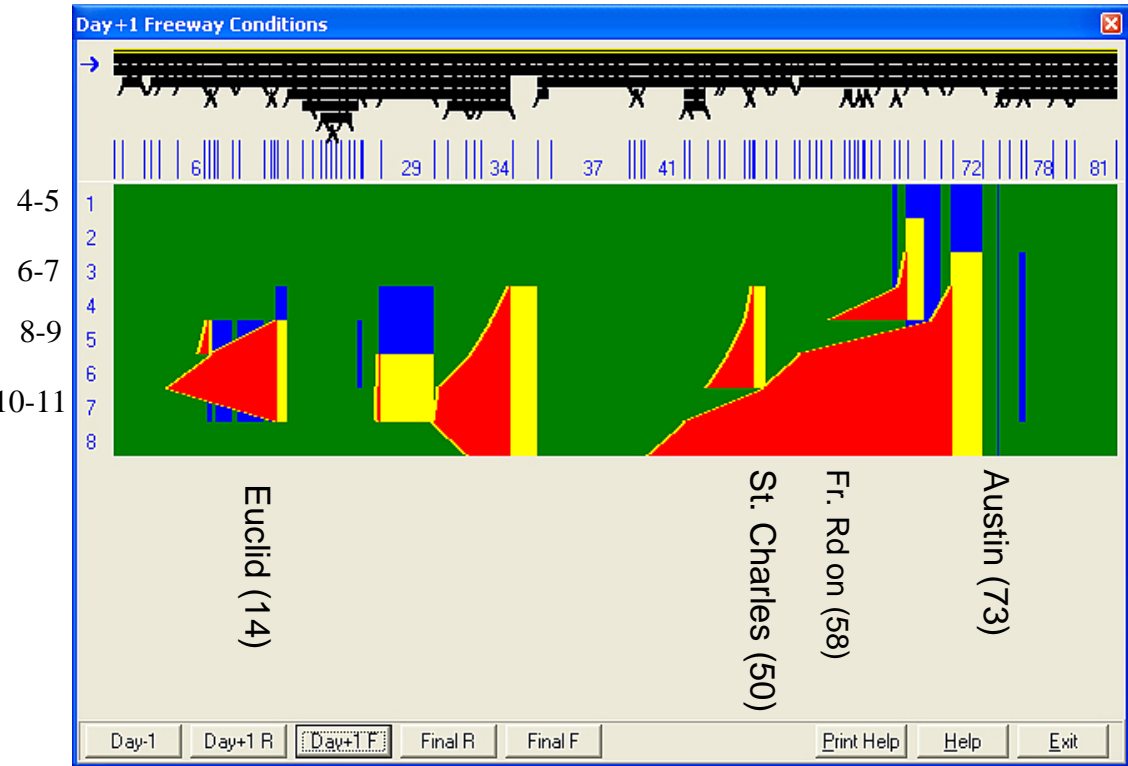 Day+1 Freeway Conditions
6 29 34 37 41 72 78 81
4-5 1
2
6-7 3
4
8-9 5
6
10-11 7
8
Euclid (14)
St. Charles (50)
Fr. Rd on (58)
Austin (73)
Day-1 Day+1 R Day+1 F Final R Final F Print Help Help Exit